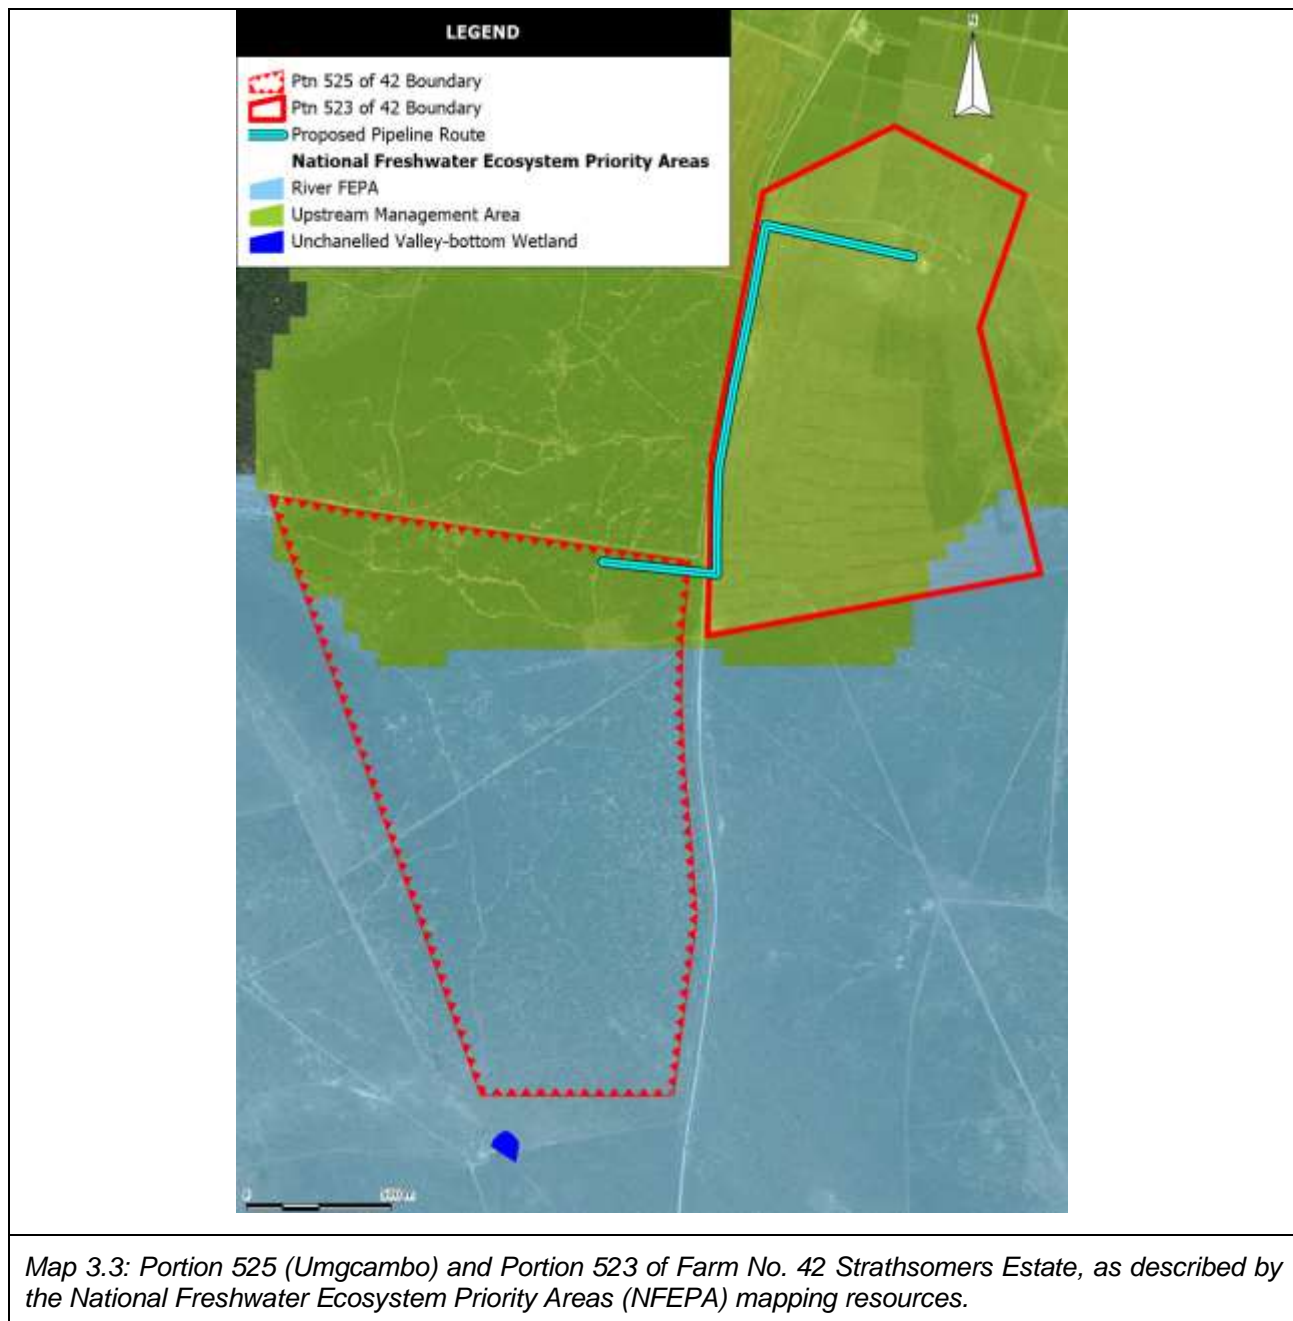 LEGEND
Ptn 525 of 42 Boundary
Ptn 523 of 42 Boundary
Proposed Pipeline Route
National Freshwater Ecosystem Priority Areas
River FEPA
Upstream Management Area
Unchanelled Valley-bottom Wetland
N
0
Map 3.3: Portion 525 (Umgcambo) and Portion 523 of Farm No. 42 Strathsomers Estate, as described by
the National Freshwater Ecosystem Priority Areas (NFEPA) mapping resources.